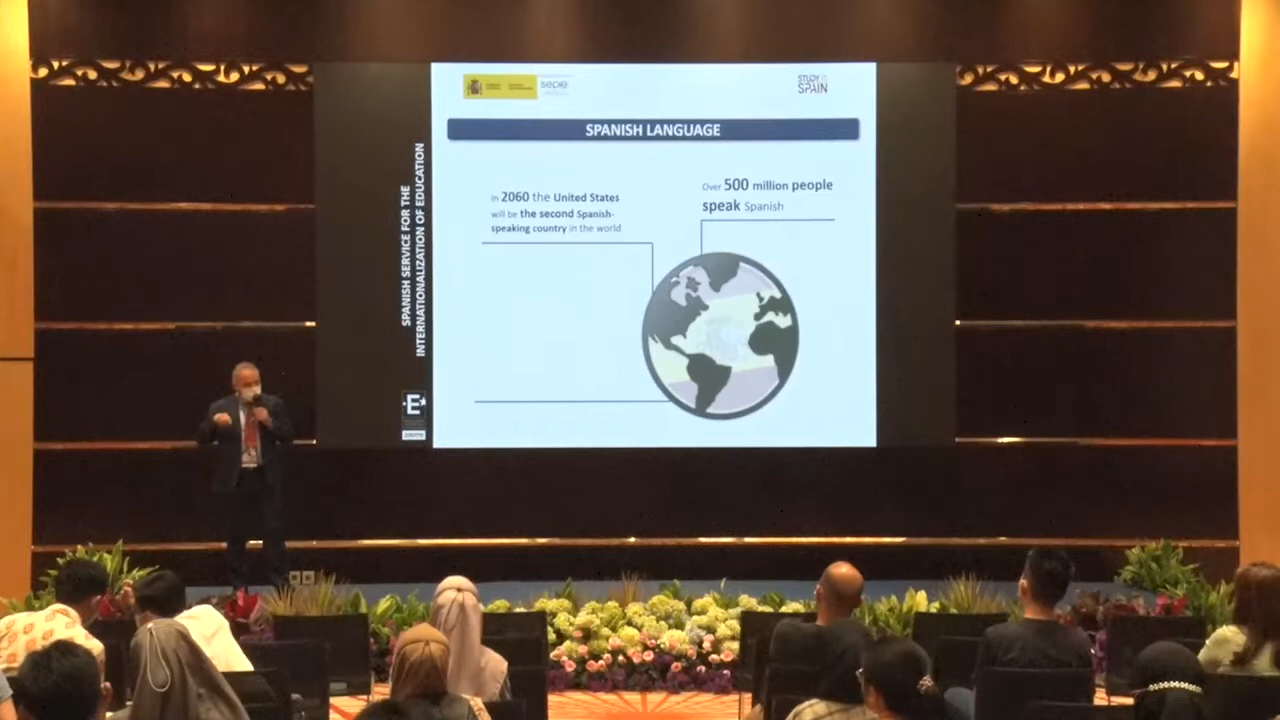 sepie
STUDY IN
SPAIN
SPANISH LANGUAGE
In 2060 the United States
will be the second Spanish-
speaking country in the world
Over 500 million people
speak Spanish
SPANISH SERVICE FOR THE
INTERNATIONALIZATION OF EDUCATION
E